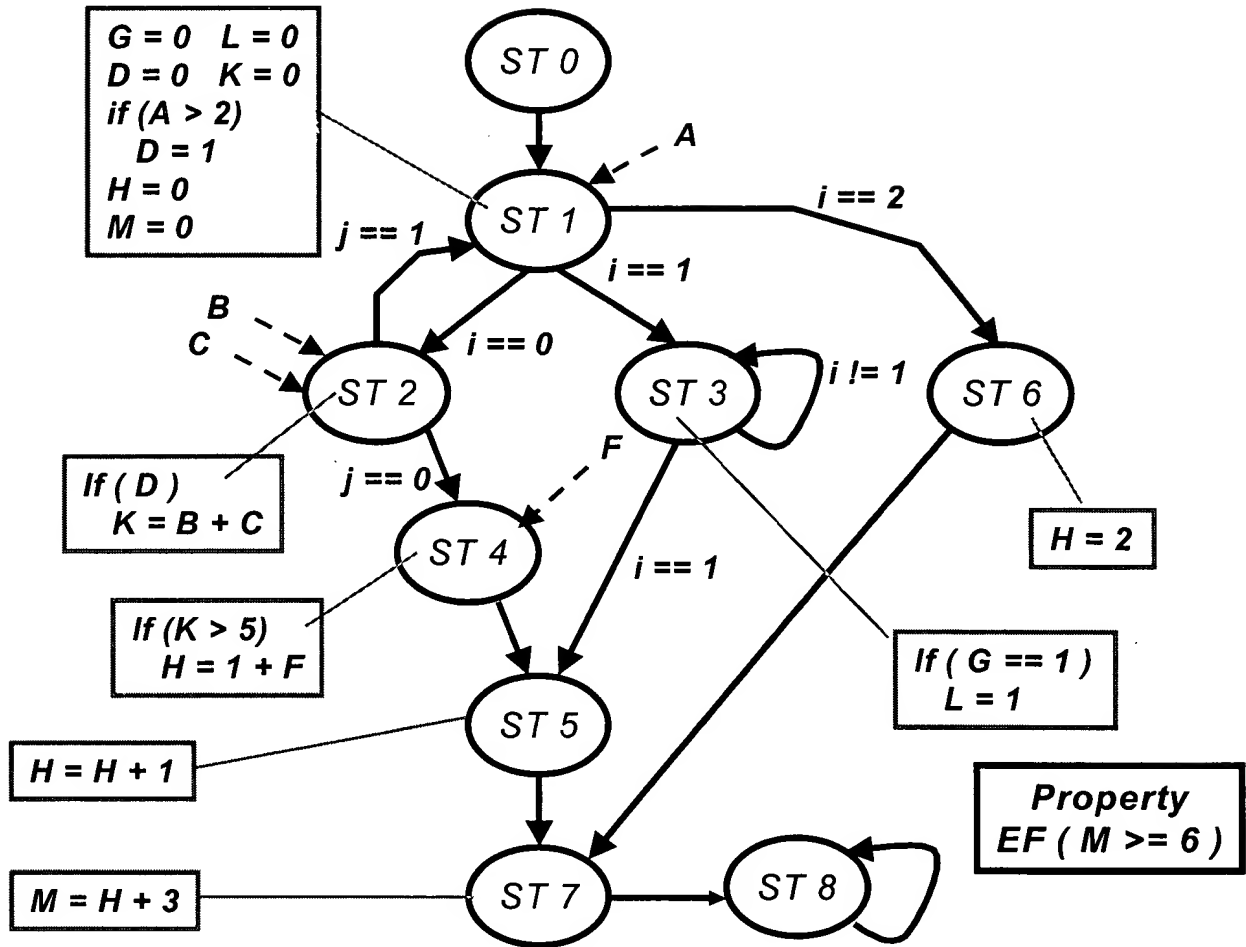 G = 0 L = 0
D = 0 K = 0
if (A > 2)
D = 1
H = 0
M = 0
ST 0
A
ST 1
i == 2
j == 1
i == 1
B
C
i == 0
ST 2
ST 3
i != 1
ST 6
If ( D )
K = B + C
j == 0
F
ST 4
i == 1
H = 2
If (K > 5)
H = 1 + F
If ( G == 1 )
L = 1
ST 5
H = H + 1
Property
EF ( M >= 6 )
M = H + 3
ST 7
ST 8